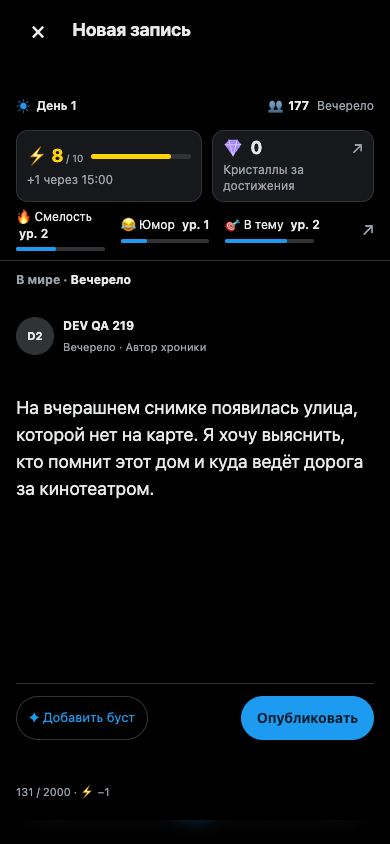 Новая запись
День 1
177 Вечерело
8 / 10
+1 через 15:00
0
Кристаллы за
достижения
Смелость
ур. 2
Юмор ур. 1
В тему ур. 2
В мире · Вечерело
D2
DEV QA 219
Вечерело · Автор хроники
На вчерашнем снимке появилась улица,
которой нет на карте. Я хочу выяснить,
кто помнит этот дом и куда ведёт дорога
за кинотеатром.
Добавить буст
Опубликовать
131 / 2000 · ⚡ −1